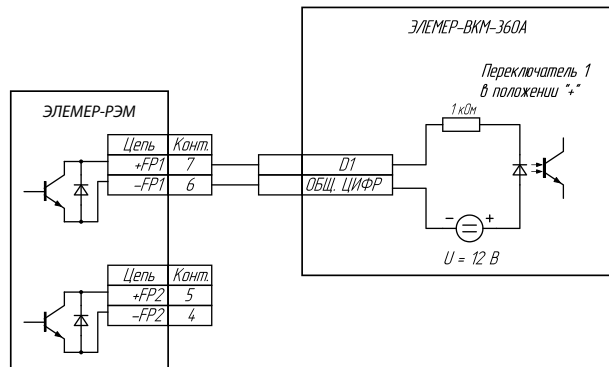 ЭЛЕМЕР-ВКМ-360А
Переключатель 1
в положении "+"
1 кОм
ЭЛЕМЕР-РЭМ
Цепь Конт.
+FP1 7
-FP1 6
D1
ОБЩ. ЦИФР
- +
U = 12 В
Цепь Конт.
+FP2 5
-FP2 4